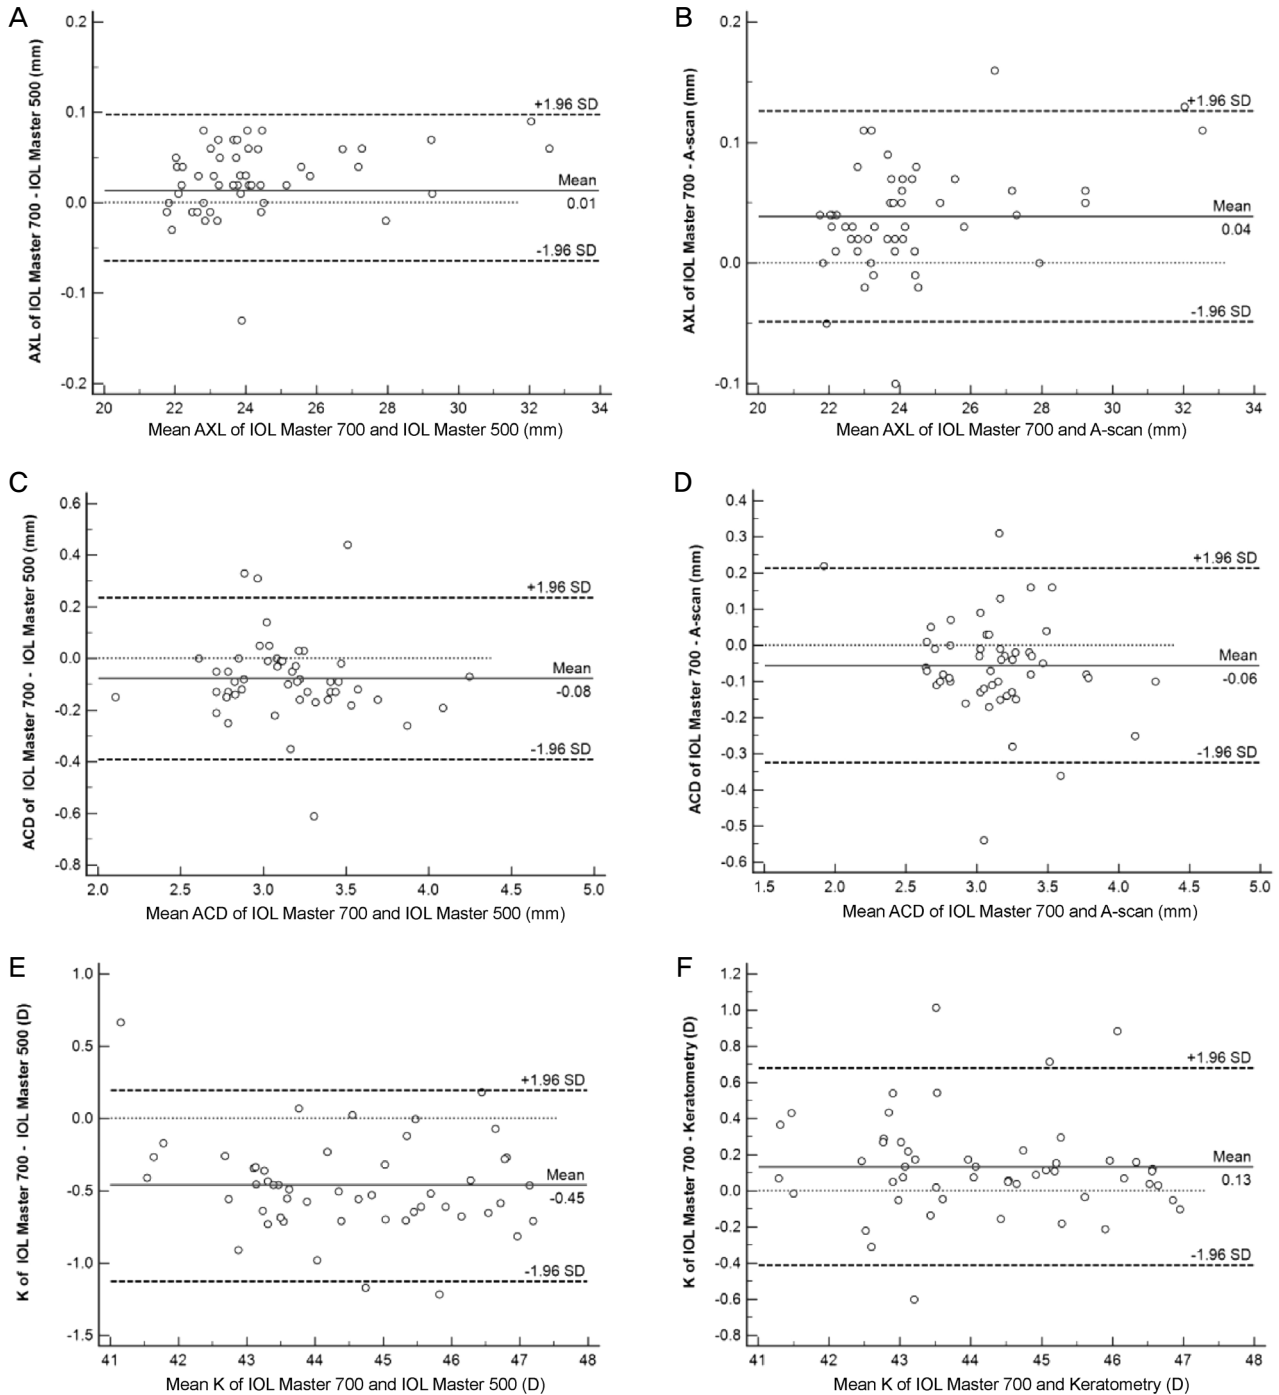 A
AXL of IOL Master 700 - IOL Master 500 (mm)
0.2
0.1
0.0
-0.1
-0.2
+1.96 SD
Mean
0.01
-1.96 SD
20 22 24 26 28 30 32 34
Mean AXL of IOL Master 700 and IOL Master 500 (mm)
B
AXL of IOL Master 700 - A-scan (mm)
0.2
0.1
0.0
-0.1
+1.96 SD
Mean
0.04
-1.96 SD
20 22 24 26 28 30 32 34
Mean AXL of IOL Master 700 and A-scan (mm)
C
ACD of IOL Master 700 - IOL Master 500 (mm)
0.6
0.4
0.2
0.0
-0.2
-0.4
-0.6
-0.8
+1.96 SD
Mean
-0.08
-1.96 SD
2.0 2.5 3.0 3.5 4.0 4.5 5.0
Mean ACD of IOL Master 700 and IOL Master 500 (mm)
D
ACD of IOL Master 700 - A-scan (mm)
0.4
0.3
0.2
0.1
0.0
-0.1
-0.2
-0.3
-0.4
-0.5
-0.6
+1.96 SD
Mean
-0.06
-1.96 SD
1.5 2.0 2.5 3.0 3.5 4.0 4.5 5.0
Mean ACD of IOL Master 700 and A-scan (mm)
E
K of IOL Master 700 - IOL Master 500 (D)
1.0
0.5
0.0
-0.5
-1.0
-1.5
+1.96 SD
Mean
-0.45
-1.96 SD
41 42 43 44 45 46 47 48
Mean K of IOL Master 700 and IOL Master 500 (D)
F
K of IOL Master 700 - Keratometry (D)
1.2
1.0
0.8
0.6
0.4
0.2
0.0
-0.2
-0.4
-0.6
-0.8
+1.96 SD
Mean
0.13
-1.96 SD
41 42 43 44 45 46 47 48
Mean K of IOL Master 700 and Keratometry (D)